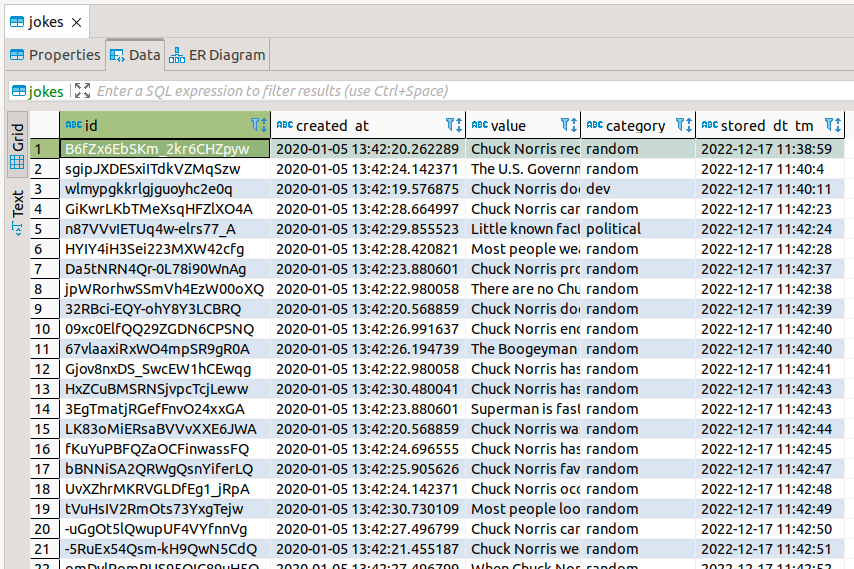 jokes
Properties Data ER Diagram
jokes Enter a SQL expression to filter results (use Ctrl+Space)
Grid
Text
ABC id ABC created_at ABC value ABC category ABC stored_dt_tm
1 B6fZx6EbSKm_2kr6CHZpyw 2020-01-05 13:42:20.262289 Chuck Norris rec random 2022-12-17 11:38:59
2 sgipJXDESxiITdkVZMqSzw 2020-01-05 13:42:24.142371 The U.S. Governm random 2022-12-17 11:40:4
3 wlmypgkkrlgjguoyhc2e0q 2020-01-05 13:42:19.576875 Chuck Norris doe dev 2022-12-17 11:40:11
4 GiKwrLKbTMeXsqHFZlXO4A 2020-01-05 13:42:28.664997 Chuck Norris can random 2022-12-17 11:42:23
5 n87VVvIETUq4w-elrs77_A 2020-01-05 13:42:29.855523 Little known fact political 2022-12-17 11:42:24
6 HYIY4iH3Sei223MXW42cfg 2020-01-05 13:42:28.420821 Most people wea random 2022-12-17 11:42:28
7 Da5tNRN4Qr-0L78i90WnAg 2020-01-05 13:42:23.880601 Chuck Norris pro random 2022-12-17 11:42:37
8 jpWRorhwSSmVh4EzW00oXQ 2020-01-05 13:42:22.980058 There are no Chu random 2022-12-17 11:42:38
9 32RBci-EQY-ohY8Y3LCBRQ 2020-01-05 13:42:20.568859 Chuck Norris doe random 2022-12-17 11:42:39
10 09xc0ElfQQ29ZGDN6CPSNQ 2020-01-05 13:42:26.991637 Chuck Norris enc random 2022-12-17 11:42:40
11 67vlaaxiRxWO4mpSR9gR0A 2020-01-05 13:42:26.194739 The Boogeyman random 2022-12-17 11:42:40
12 Gjov8nxDS_SwcEW1hCEwqg 2020-01-05 13:42:22.980058 Chuck Norris has random 2022-12-17 11:42:41
13 HxZCuBMSRNSjvpcTcjLeww 2020-01-05 13:42:30.480041 Chuck Norris has random 2022-12-17 11:42:43
14 3EgTmatjRGefFnvO24xxGA 2020-01-05 13:42:23.880601 Superman is fast random 2022-12-17 11:42:43
15 LK83oMiERsaBVVvXXE6JWA 2020-01-05 13:42:20.568859 Chuck Norris wa random 2022-12-17 11:42:44
16 fKuYuPBFQZaOCFinwassFQ 2020-01-05 13:42:24.696555 Chuck Norris has random 2022-12-17 11:42:45
17 bBNNiSA2QRWgQsnYiferLQ 2020-01-05 13:42:25.905626 Chuck Norris fav random 2022-12-17 11:42:47
18 UvXZhrMKRVGLDfEg1_jRpA 2020-01-05 13:42:24.142371 Chuck Norris occ random 2022-12-17 11:42:48
19 tVuHsIV2RmOts73YxgTejw 2020-01-05 13:42:30.730109 Most people loo random 2022-12-17 11:42:49
20 -uGgOt5lQwupUF4VYfnnVg 2020-01-05 13:42:27.496799 Chuck Norris can random 2022-12-17 11:42:50
21 -5RuEx54Qsm-kH9QwN5CdQ 2020-01-05 13:42:21.455187 Chuck Norris we random 2022-12-17 11:42:51
22 2020-01-05 13:42:27.496799 When Chuck Nor random 2022-12-17 11:42:52